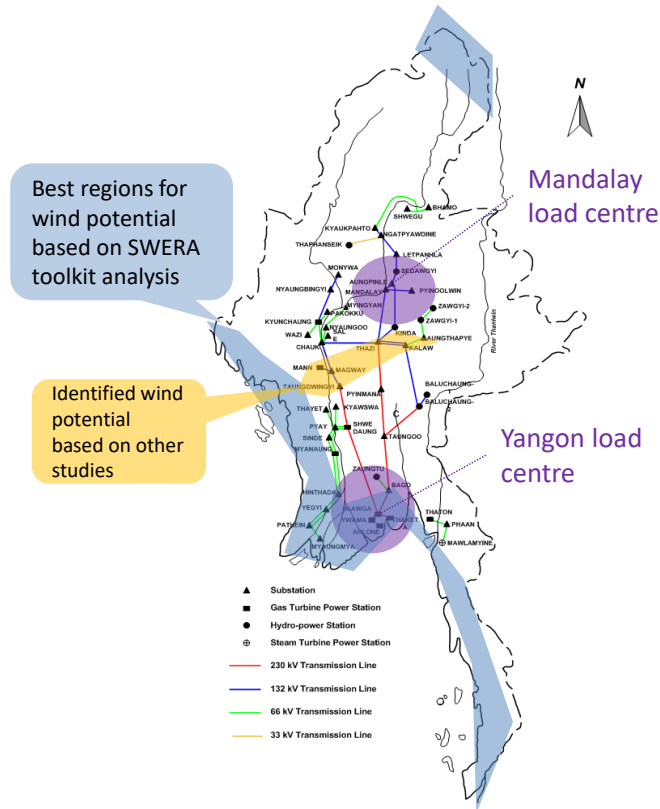 N
Best regions for
wind potential
based on SWERA
toolkit analysis
Mandalay
load centre
BHAMO
SHWEGU
KYAUKPAHTO
NGATPYAWDINE
THAPHANSEIK
LETPANHLA
SEDAWGYI
MONYWA
AUNGPINLE
MANDALAY
PYINOOLWIN
NYAUNGBINGYI
MYINGYAN
PAKOKKU
ZAWGYI-2
KYUNCHAUNG
NYAUNGOO
ZAWGYI-1
WAZI
SAL
E
KINDA
CHAUK
THAZI
AUNGTHAPYE
KALAW
River Thanlwin
MANN
MAGWAY
TAUNGDWINGYI
Identified wind
potential
based on other
studies
PYINMANA
BALUCHAUNG
BALUCHAUNG-
2
THAYET
KYAWSWA
C
PYAY
SHWE
DAUNG
SINDE
TAUNGOO
MYANAUNG
Yangon load
centre
ZAUNGTU
HINTHADA
BAGO
YEGYI
HLAWGA
THATON
YWAMA
THAKET
A
PATHEIN
AHLONE
PHAAN
MYAUNGMYA
MAWLAMYINE
Substation
Gas Turbine Power Station
Hydro-power Station
Steam Turbine Power Station
230 kV Transmission Line
132 kV Transmission Line
66 kV Transmission Line
33 kV Transmission Line